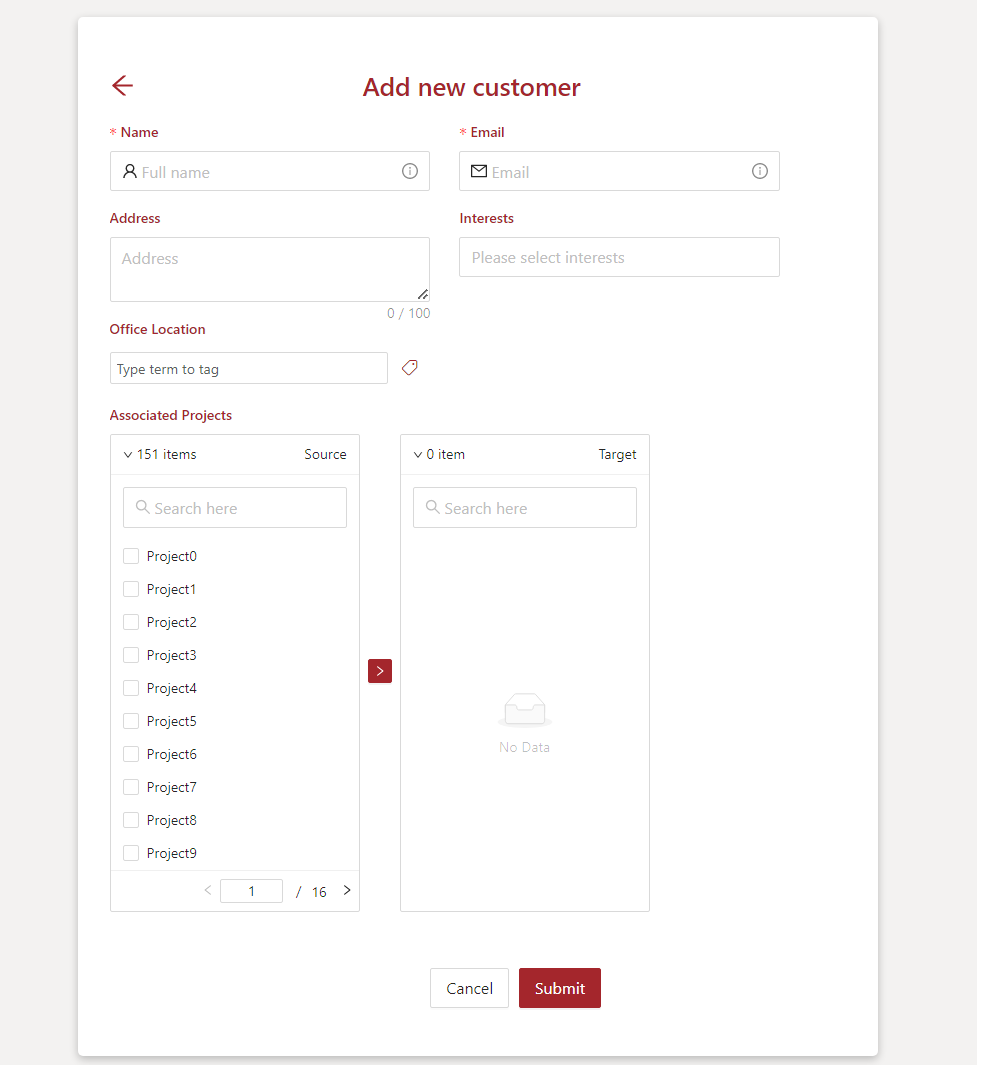 Add new customer
* Name
* Email
Full name
Email
Address
Interests
Address
Please select interests
0 / 100
Office Location
Type term to tag
Associated Projects
151 items Source
0 item Target
Search here
Search here
Project0
Project1
Project2
Project3
Project4
Project5
Project6
Project7
Project8
Project9
No Data
< 1 / 16 >
Cancel
Submit